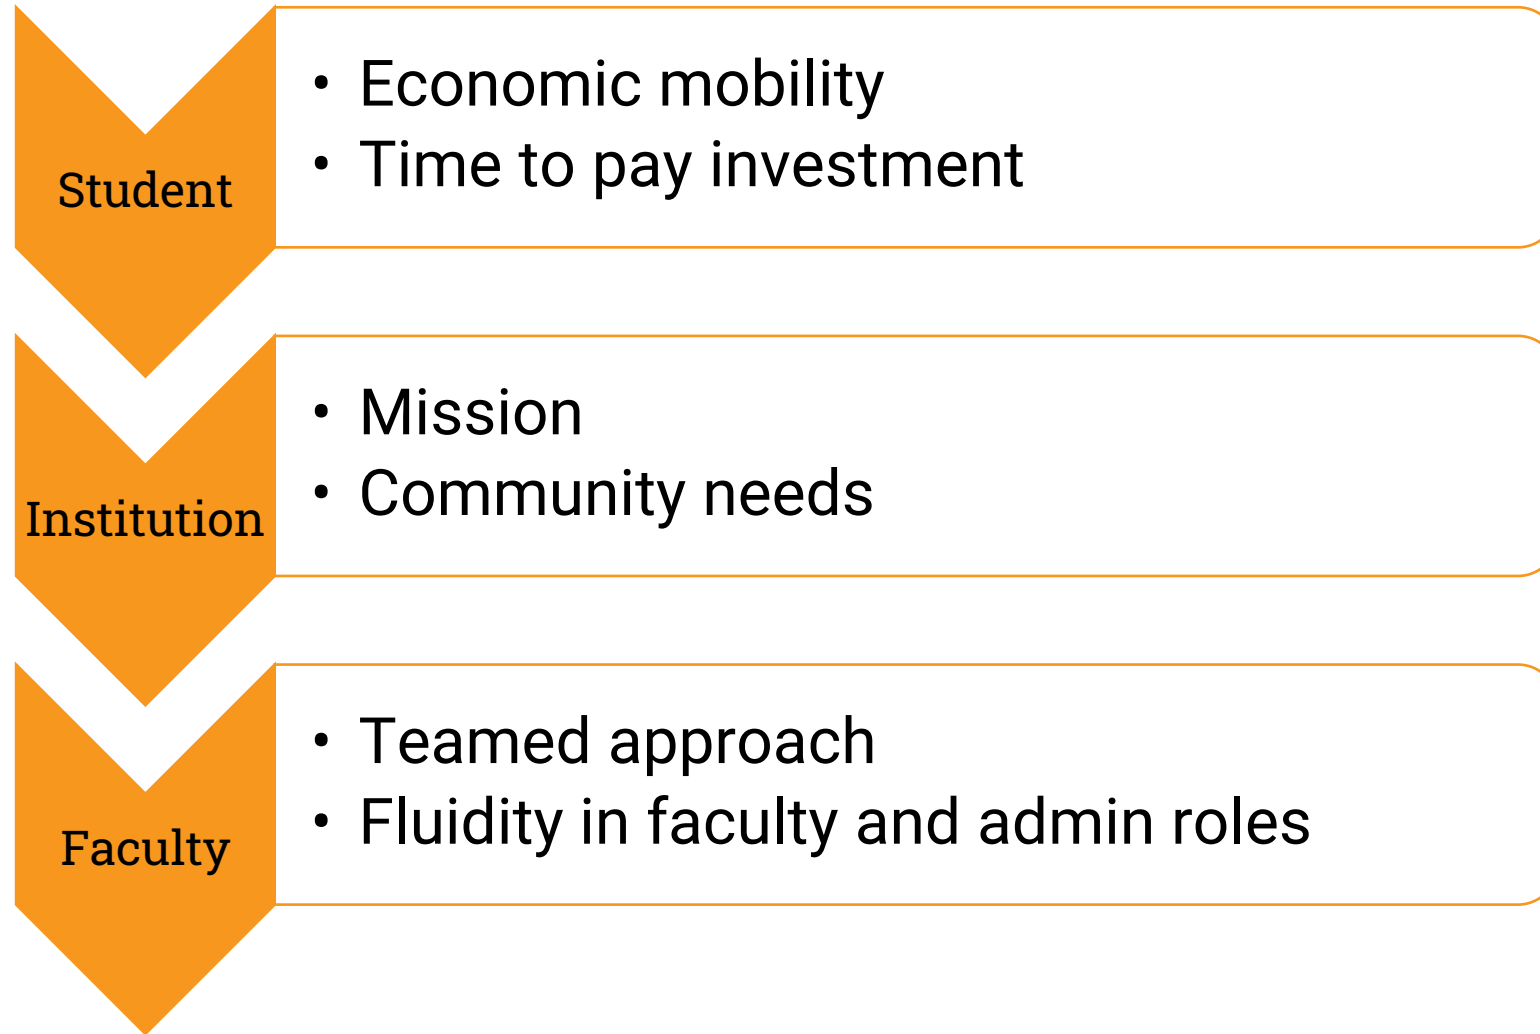 Student
• Economic mobility
• Time to pay investment
Institution
• Mission
• Community needs
Faculty
• Teamed approach
• Fluidity in faculty and admin roles